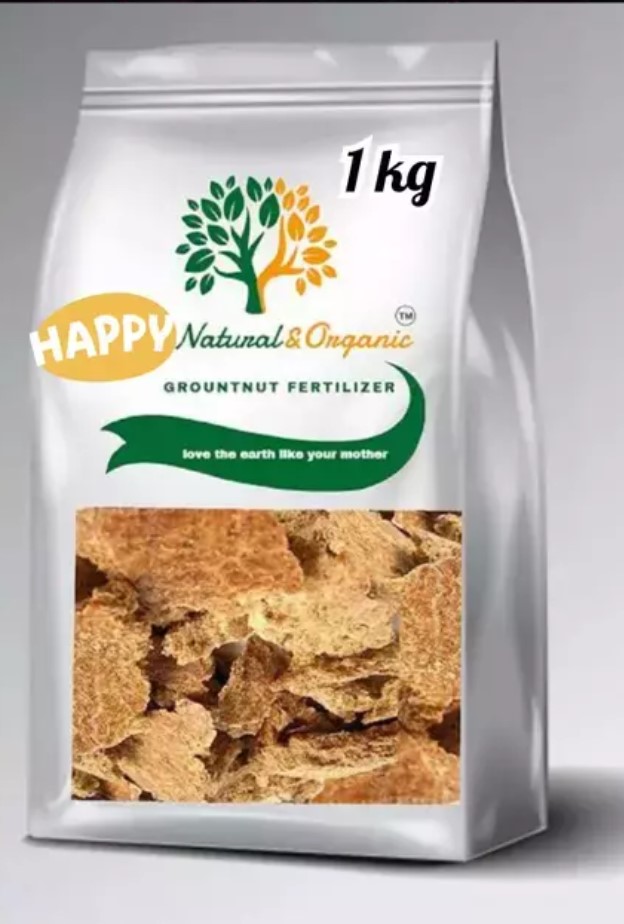 1 kg
HAPPY Natural & Organic ™
GROUNTNUT FERTILIZER
love the earth like your mother